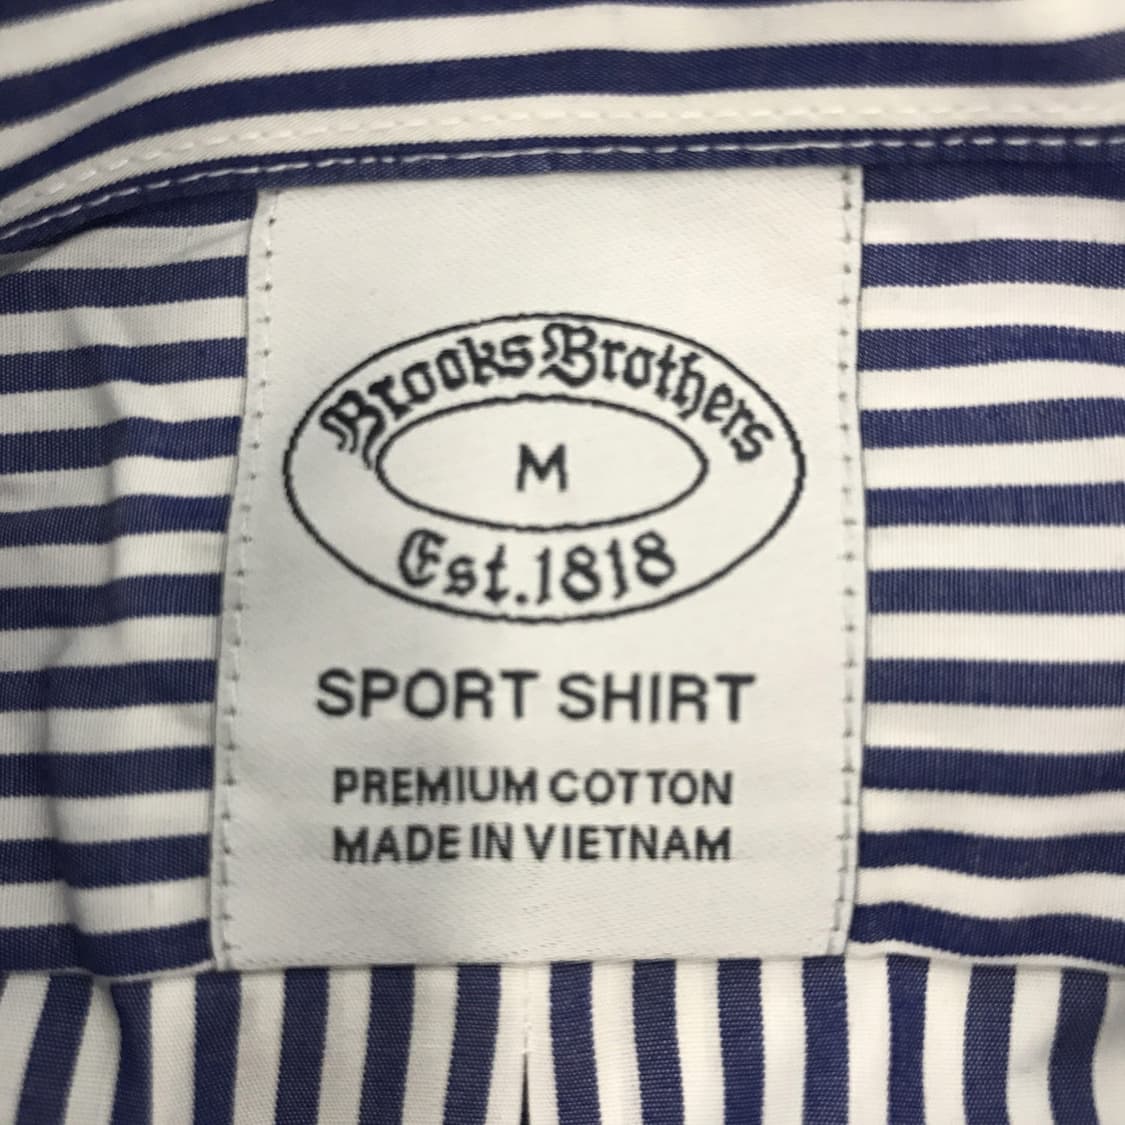 Brooks Brothers
M
Est.1818
SPORT SHIRT
PREMIUM COTTON
MADE IN VIETNAM